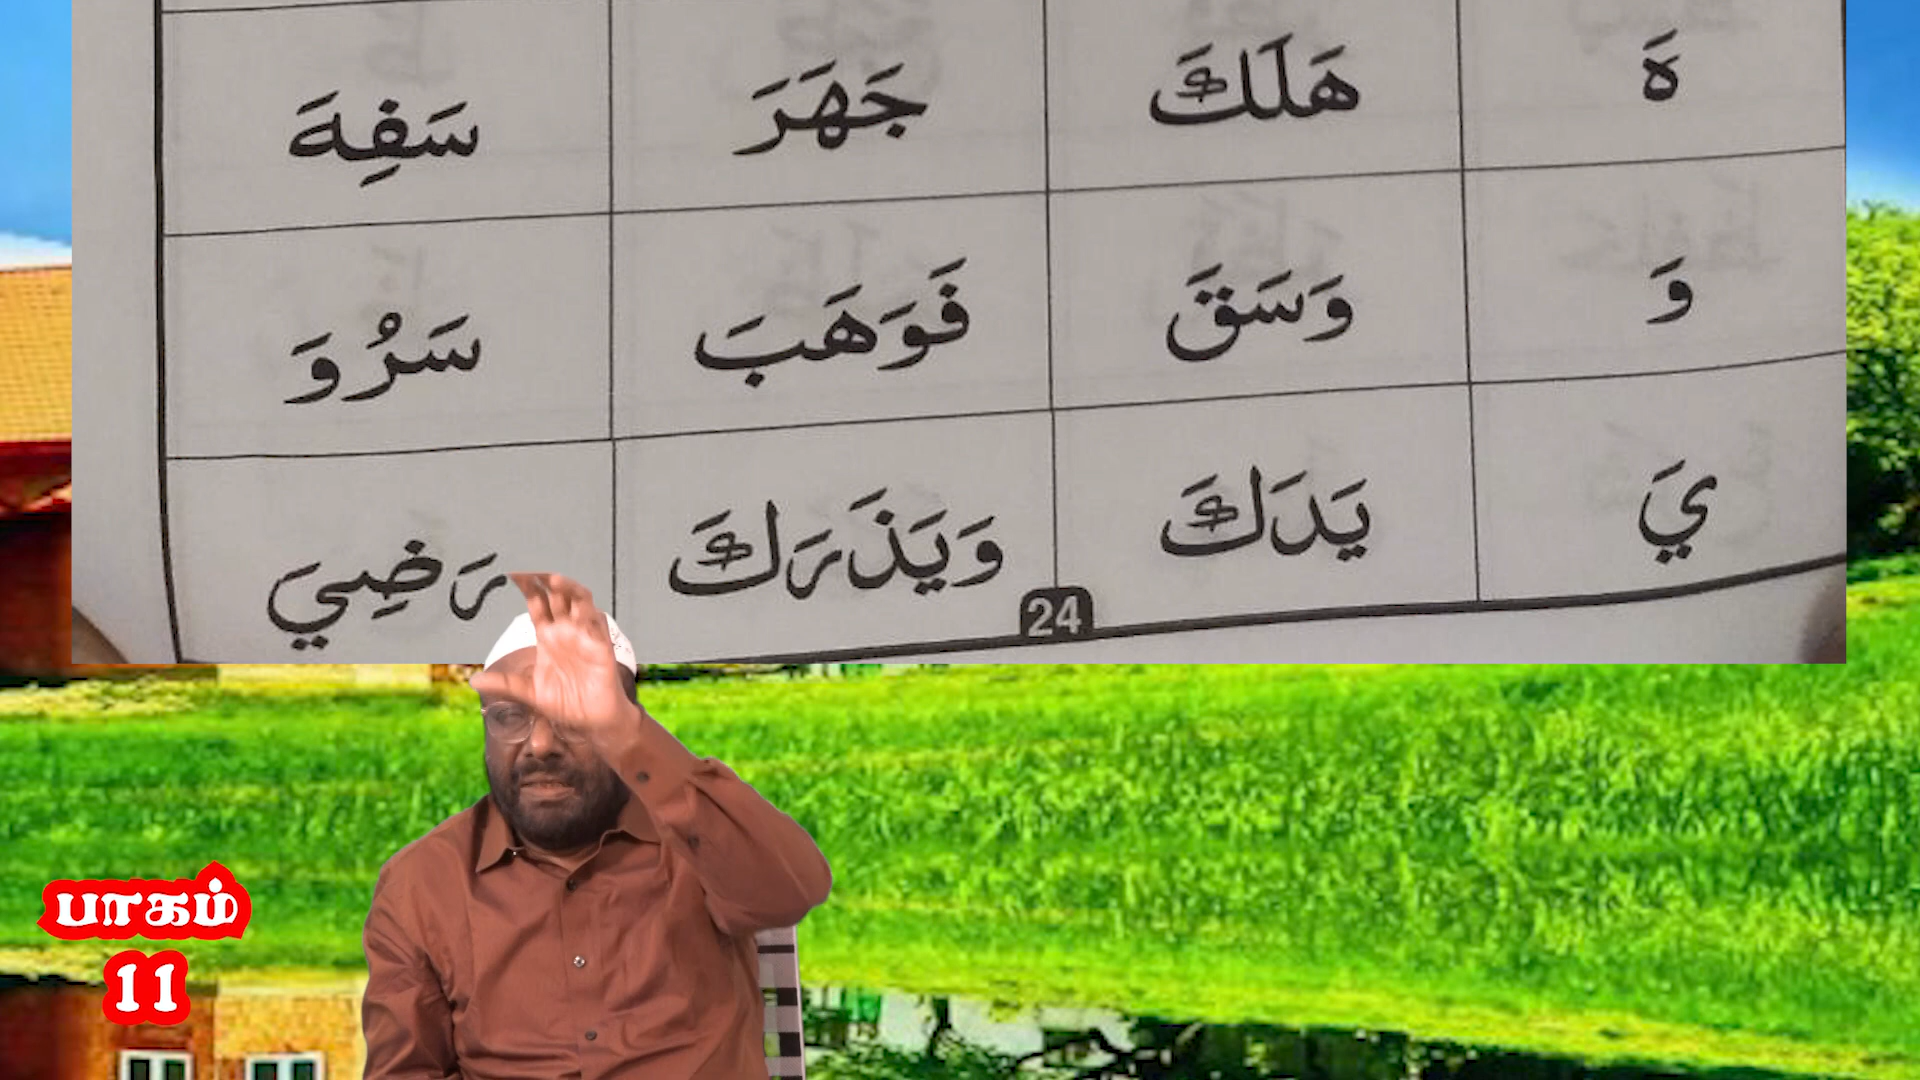 هَ هَلَكَ جَهَرَ سَفِهَ
وَ وَسَقَ فَوَهَبَ سَرُوَ
يَ يَدَكَ وَيَذَرَكَ رَضِيَ
24
பாகம்
11